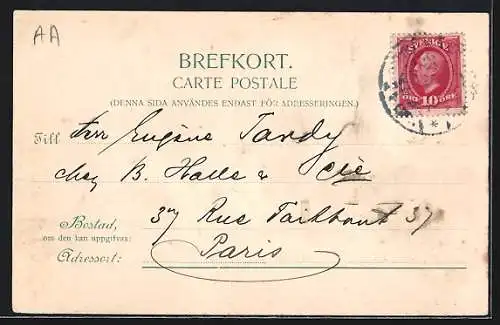 AA
BREFKORT.
CARTE POSTALE
(DENNA SIDA ANVÄNDES ENDAST FÖR ADRESSERINGEN.)
SVERIGE
ÖRE 10 ÖRE
Till Herr Eugène Tardy
chez B. Halle & Cie
37 Rue Taitbout 37
Bostad,
om den kan uppgifvas:
Adressort: Paris